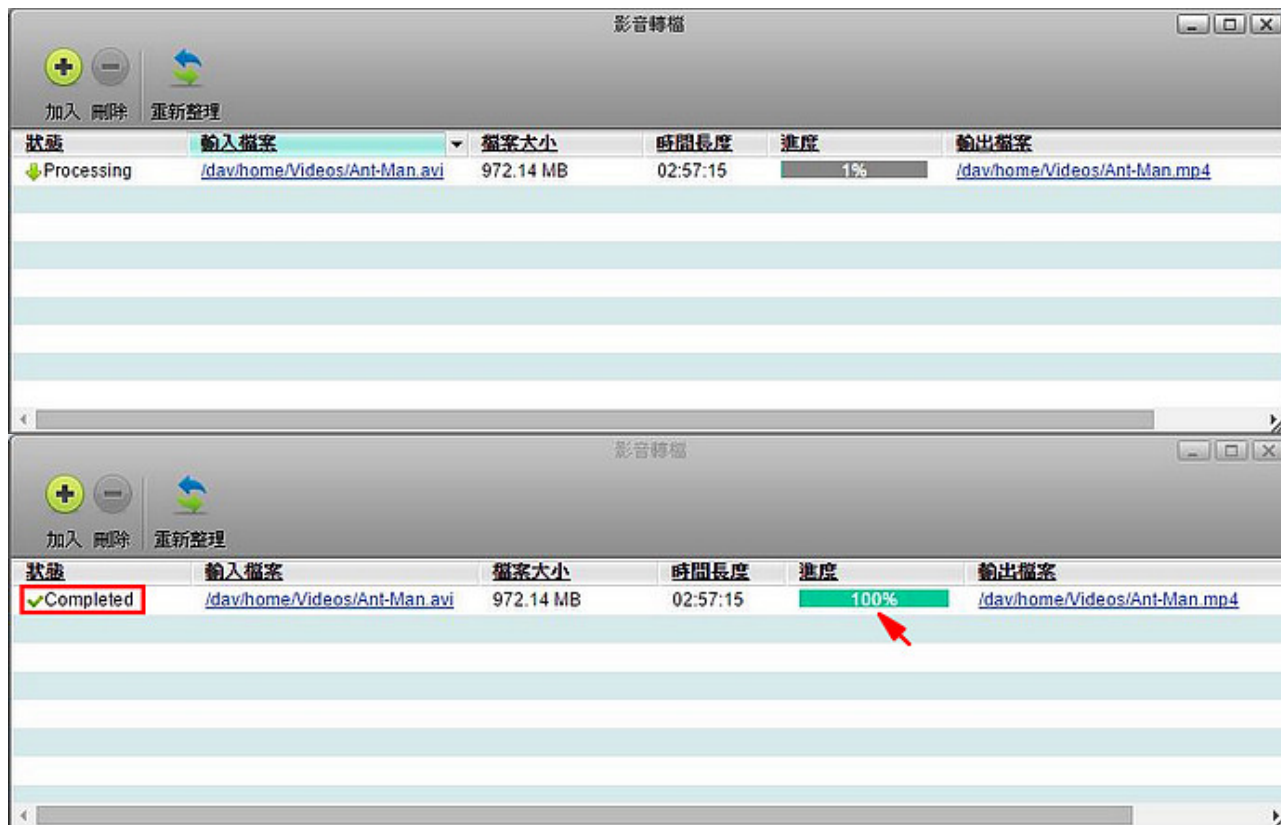 影音轉檔
加入 刪除 重新整理
狀態 輸入檔案 檔案大小 時間長度 進度 輸出檔案
Processing /dav/home/Videos/Ant-Man.avi 972.14 MB 02:57:15 1% /dav/home/Videos/Ant-Man.mp4
影音轉檔
加入 刪除 重新整理
狀態 輸入檔案 檔案大小 時間長度 進度 輸出檔案
Completed /dav/home/Videos/Ant-Man.avi 972.14 MB 02:57:15 100% /dav/home/Videos/Ant-Man.mp4